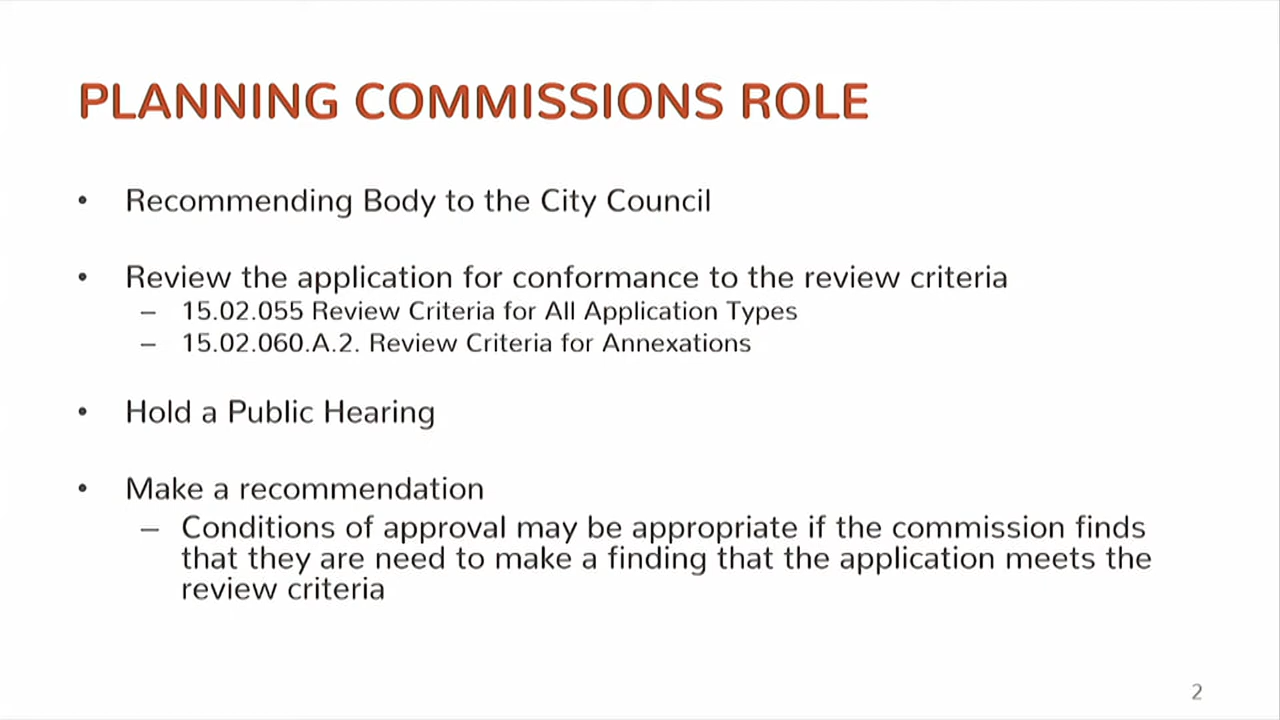 PLANNING COMMISSIONS ROLE
• Recommending Body to the City Council
• Review the application for conformance to the review criteria
– 15.02.055 Review Criteria for All Application Types
– 15.02.060.A.2. Review Criteria for Annexations
• Hold a Public Hearing
• Make a recommendation
– Conditions of approval may be appropriate if the commission finds
that they are need to make a finding that the application meets the
review criteria
2